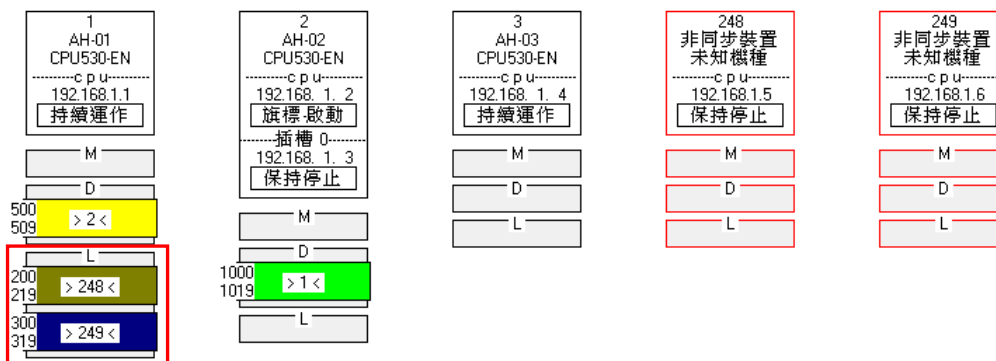 1
AH-01
CPU530-EN
--------c p u--------
192.168.1.1
持續運作
M
D
500
509
> 2 <
L
200
219
> 248 <
300
319
> 249 <
2
AH-02
CPU530-EN
--------c p u--------
192.168. 1. 2
旗標-啟動
--------插槽 0--------
192.168. 1. 3
保持停止
M
D
1000
1019
> 1 <
L
3
AH-03
CPU530-EN
--------c p u--------
192.168. 1. 4
持續運作
M
D
L
248
非同步裝置
未知機種
--------c p u--------
192.168.1.5
保持停止
M
D
L
249
非同步裝置
未知機種
--------c p u--------
192.168.1.6
保持停止
M
D
L